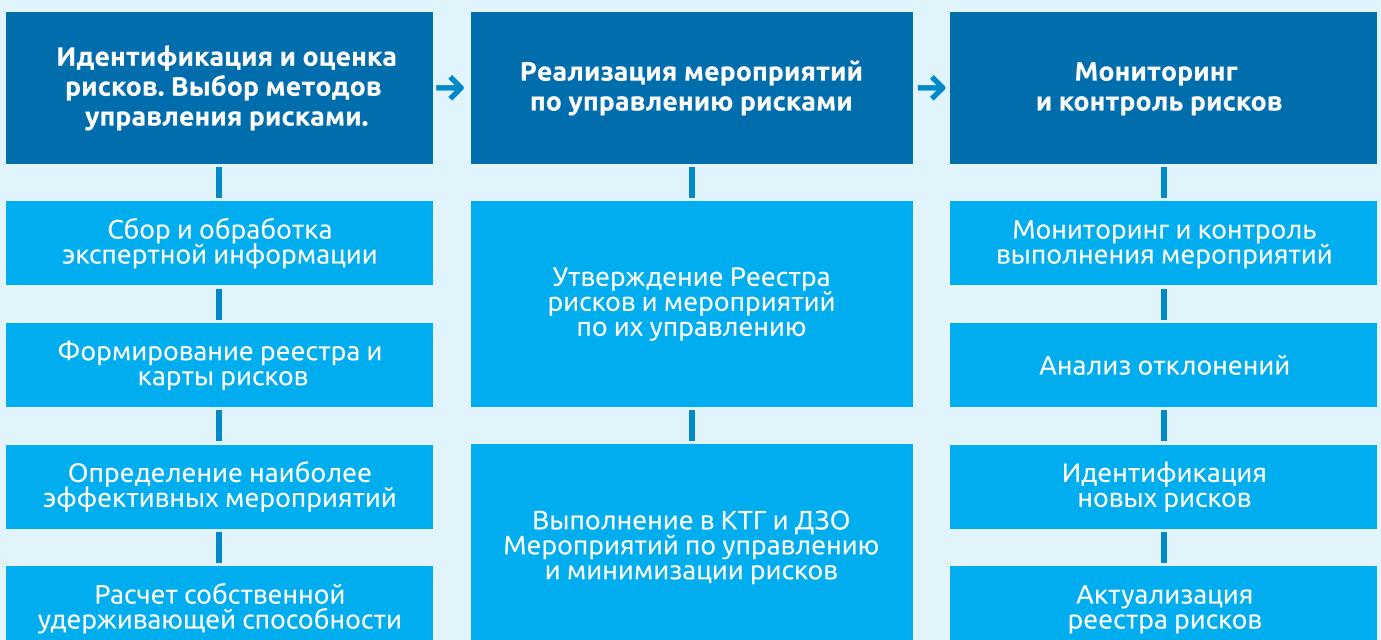 Идентификация и оценка
рисков. Выбор методов
управления рисками.
Сбор и обработка
экспертной информации
Формирование реестра и
карты рисков
Определение наиболее
эффективных мероприятий
Расчет собственной
удерживающей способности
Реализация мероприятий
по управлению рисками
Утверждение Реестра
рисков и мероприятий
по их управлению
Выполнение в КТГ и ДЗО
Мероприятий по управлению
и минимизации рисков
Мониторинг
и контроль рисков
Мониторинг и контроль
выполнения мероприятий
Анализ отклонений
Идентификация
новых рисков
Актуализация
реестра рисков